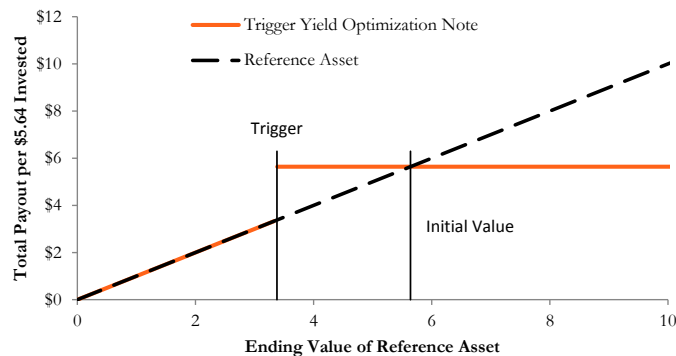 Trigger Yield Optimization Note
Reference Asset
Total Payout per $5.64 Invested
$12
$10
$8
$6
$4
$2
$0
Trigger
Initial Value
0
2
4
6
8
10
Ending Value of Reference Asset